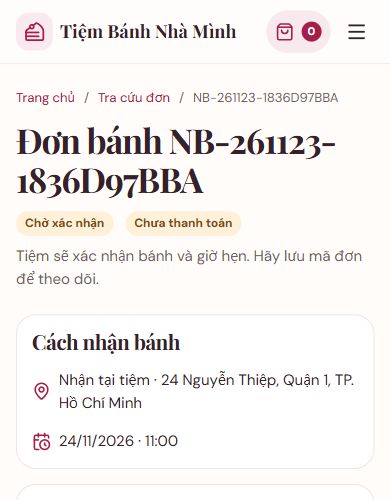 Tiệm Bánh Nhà Mình
0
Trang chủ / Tra cứu đơn / NB-261123-1836D97BBA
Đơn bánh NB-261123-
1836D97BBA
Chờ xác nhận
Chưa thanh toán
Tiệm sẽ xác nhận bánh và giờ hẹn. Hãy lưu mã đơn
để theo dõi.
Cách nhận bánh
Nhận tại tiệm · 24 Nguyễn Thiệp, Quận 1, TP.
Hồ Chí Minh
24/11/2026 · 11:00